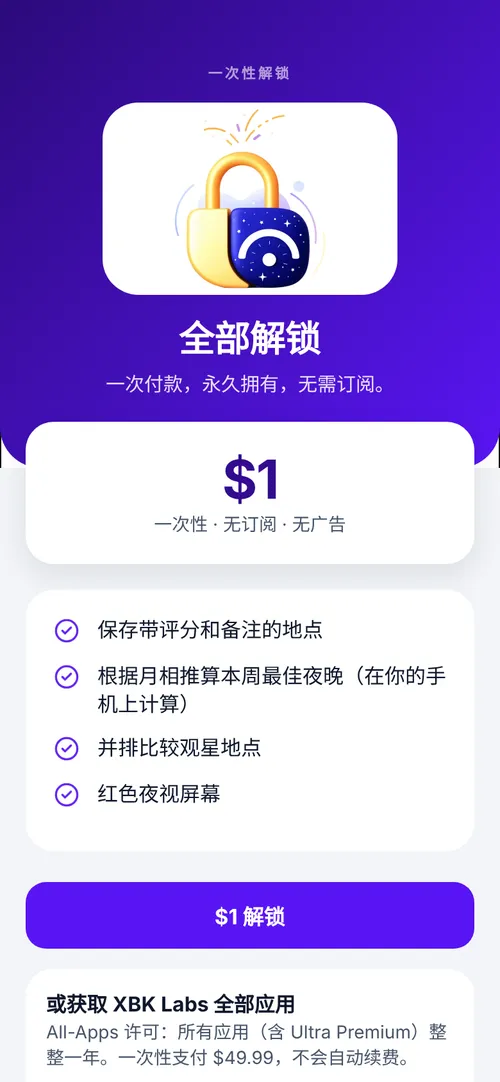 一次性解锁
全部解锁
一次付款，永久拥有，无需订阅。
$1
一次性 · 无订阅 · 无广告
保存带评分和备注的地点
根据月相推算本周最佳夜晚（在你的手
机上计算）
并排比较观星地点
红色夜视屏幕
$1 解锁
或获取 XBK Labs 全部应用
All-Apps 许可：所有应用（含 Ultra Premium）整
整一年。一次性支付 $49.99，不会自动续费。